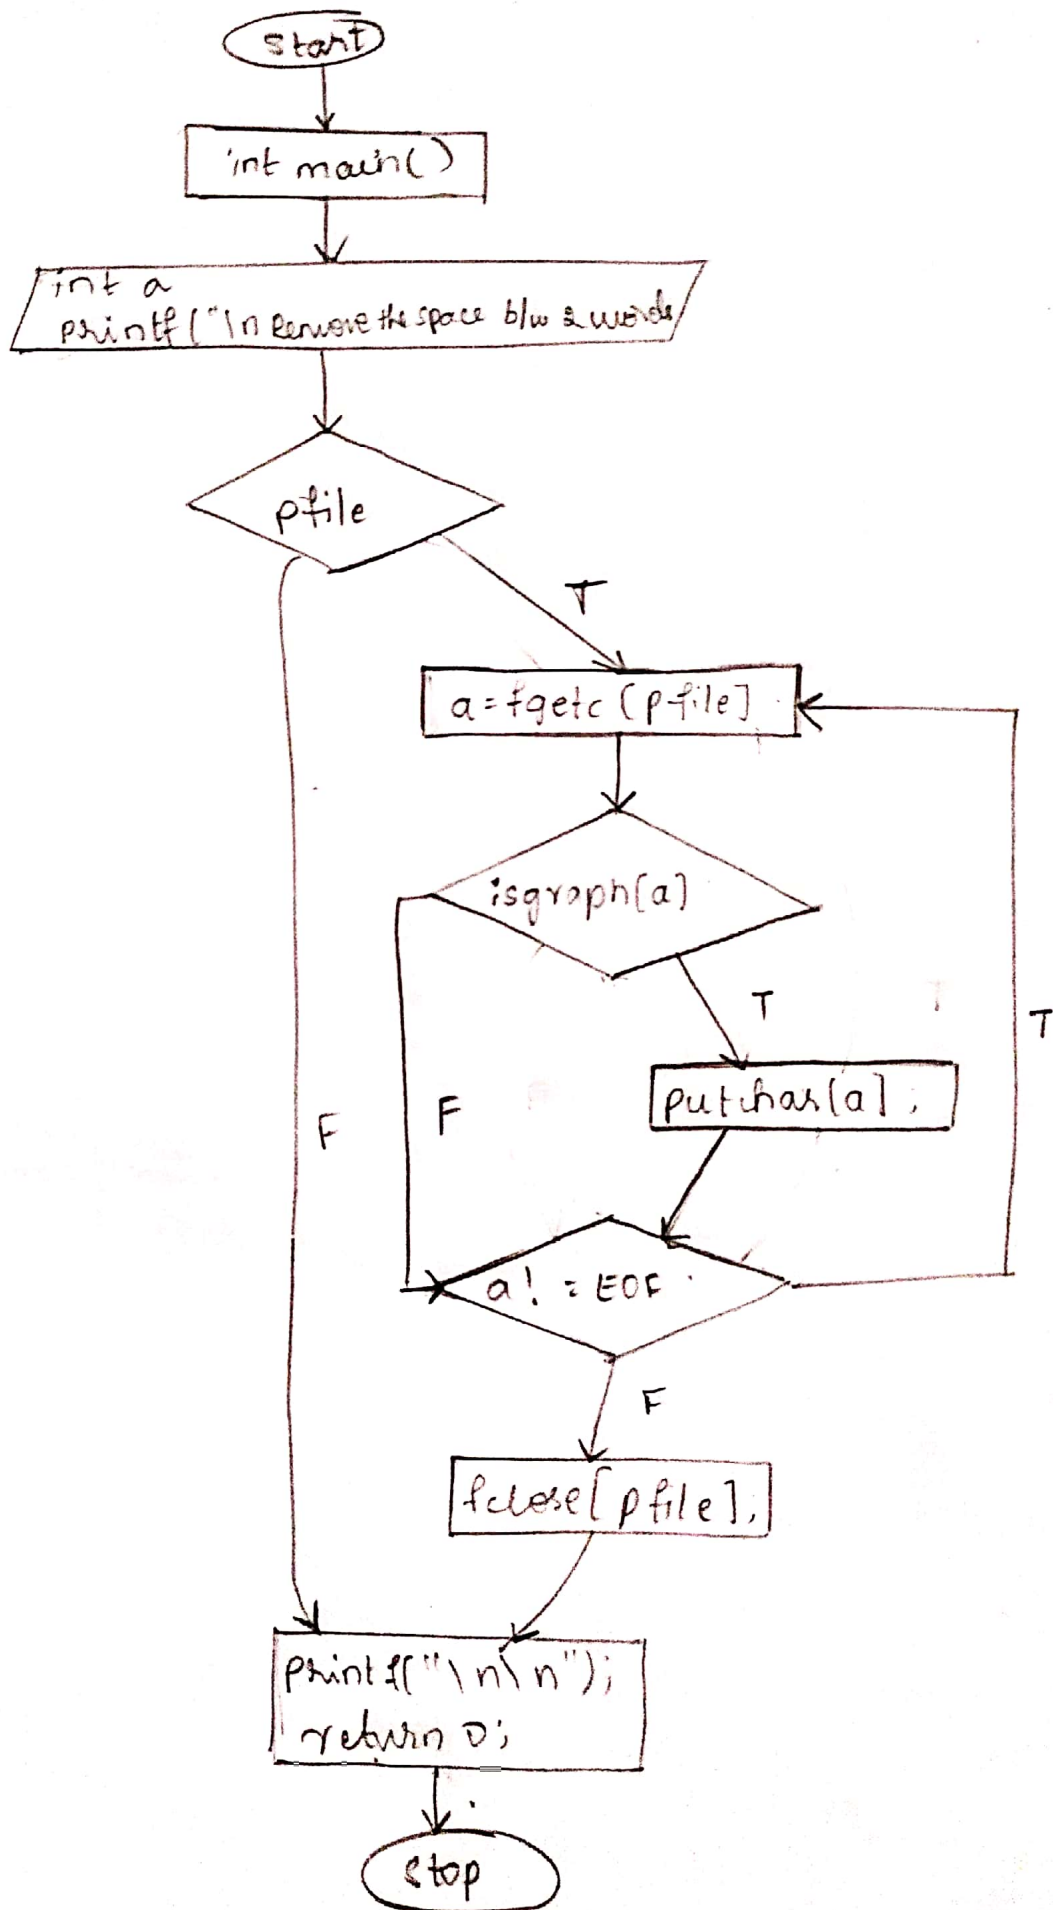 start
int main()
int a
printf("\n Remove the space b/w 2 words
pfile
T
a=fgetc(pfile]
isgraph(a)
T
T
F
F
putchar(a].
a! = EOF
F
fclose[pfile].
printf("\n\n");
return 0;
stop